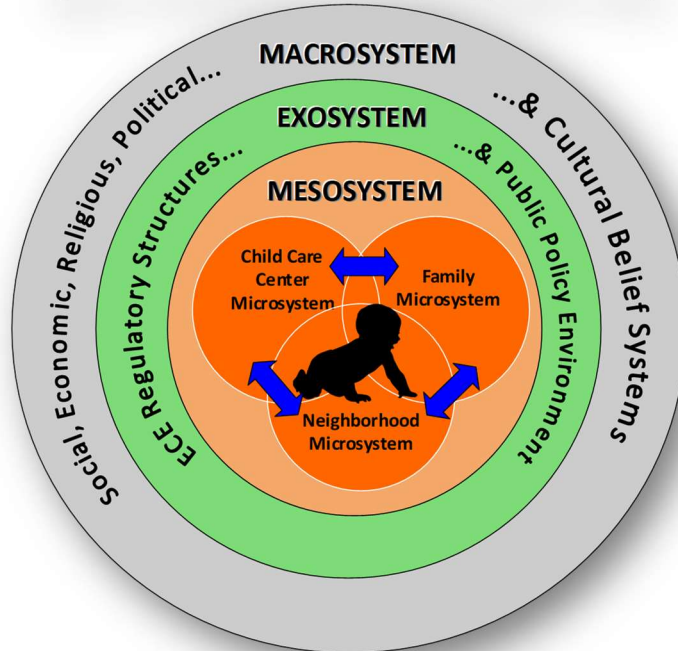 MACROSYSTEM
Social, Economic, Religious, Political...
...& Cultural Belief Systems
EXOSYSTEM
ECE Regulatory Structures...
...& Public Policy Environment
MESOSYSTEM
Child Care
Center
Microsystem
Family
Microsystem
Neighborhood
Microsystem